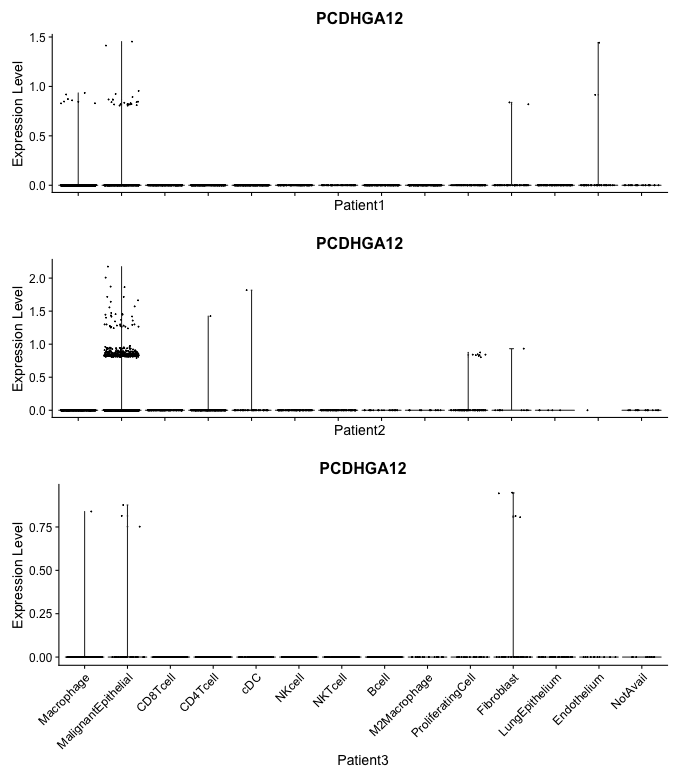 PCDHGA12
Expression Level
1.5
1.0
0.5
0.0
Patient1
PCDHGA12
Expression Level
2.0
1.5
1.0
0.5
0.0
Patient2
PCDHGA12
Expression Level
0.75
0.50
0.25
0.00
Macrophage
MalignantEpithelial
CD8Tcell
CD4Tcell
cDC
NKcell
NKTcell
Bcell
M2Macrophage
ProliferatingCell
Fibroblast
LungEpithelium
Endothelium
NotAvail
Patient3